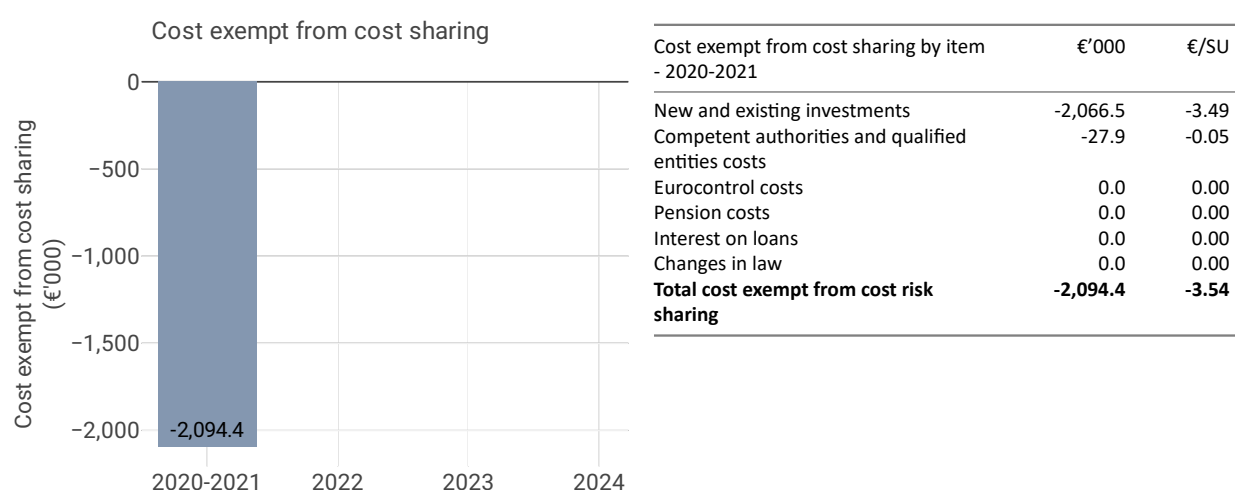 Cost exempt from cost sharing
Cost exempt from cost sharing
(€'000)
0
−500
−1,000
−1,500
−2,000
-2,094.4
2020-2021 2022 2023 2024
Cost exempt from cost sharing by item €’000 €/SU
- 2020-2021
New and existing investments -2,066.5 -3.49
Competent authorities and qualified -27.9 -0.05
entities costs
Eurocontrol costs 0.0 0.00
Pension costs 0.0 0.00
Interest on loans 0.0 0.00
Changes in law 0.0 0.00
Total cost exempt from cost risk -2,094.4 -3.54
sharing